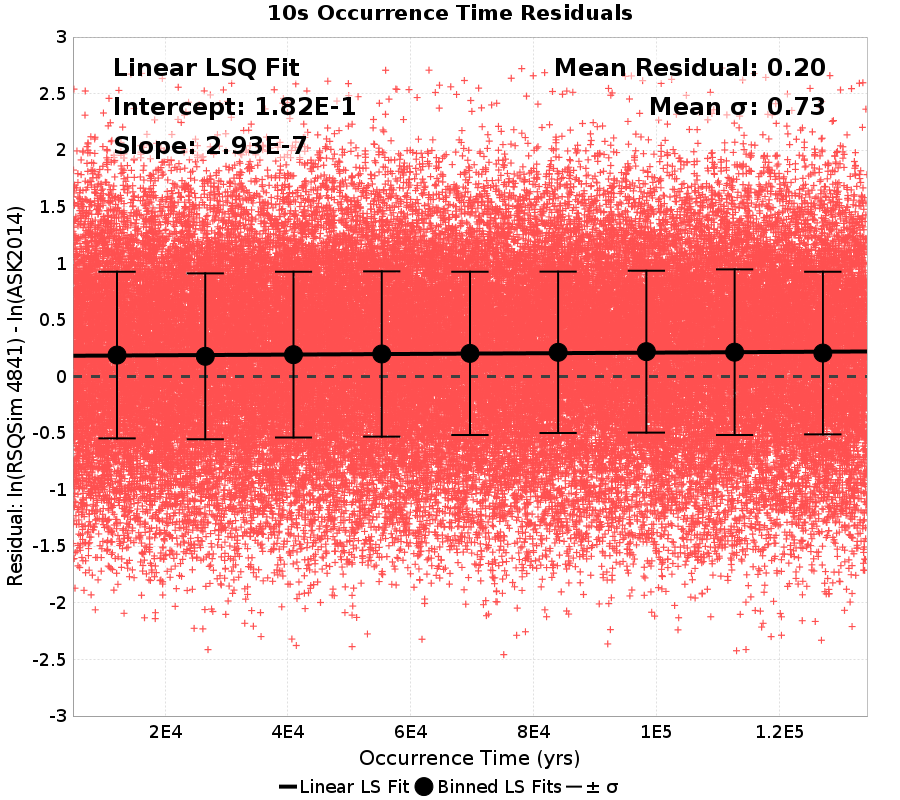 10s Occurrence Time Residuals
Linear LSQ Fit
Intercept: 1.82E-1
Slope: 2.93E-7
Mean Residual: 0.20
Mean σ: 0.73
Residual: ln(RSQSim 4841) - ln(ASK2014)
3
2.5
2
1.5
1
0.5
0
-0.5
-1
-1.5
-2
-2.5
-3
2E4 4E4 6E4 8E4 1E5 1.2E5
Occurrence Time (yrs)
Linear LS Fit Binned LS Fits ± σ